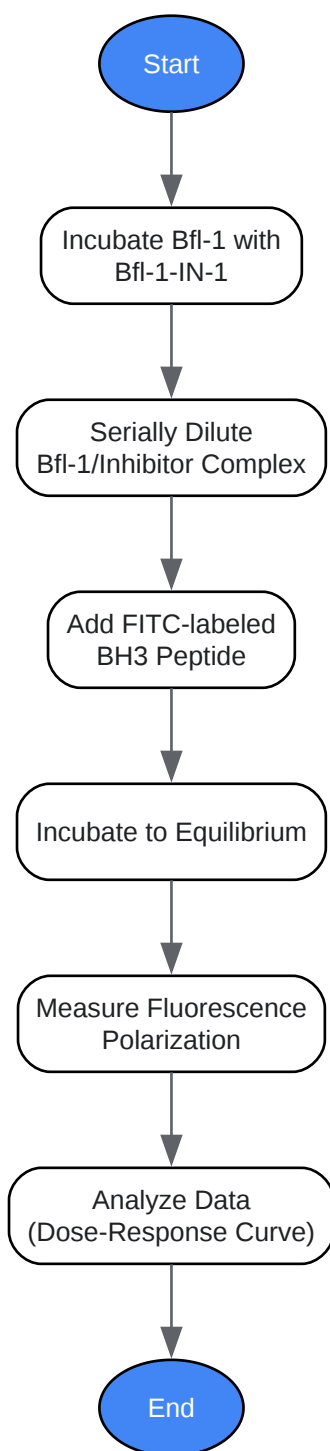 Start
Incubate Bfl-1 with
Bfl-1-IN-1
Serially Dilute
Bfl-1/Inhibitor Complex
Add FITC-labeled
BH3 Peptide
Incubate to Equilibrium
Measure Fluorescence
Polarization
Analyze Data
(Dose-Response Curve)
End